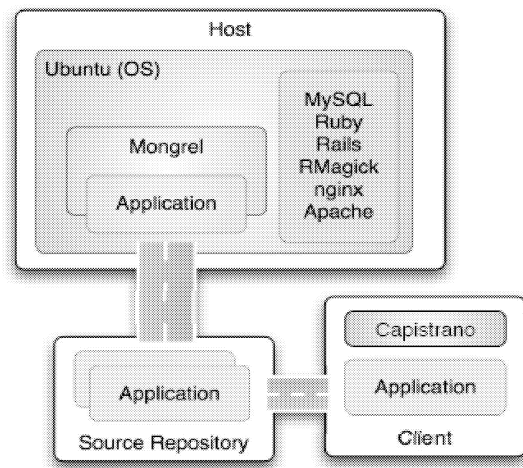 Host
Ubuntu (OS)
Mongrel
Application
MySQL
Ruby
Rails
RMagick
nginx
Apache
Application
Source Repository
Capistrano
Application
Client